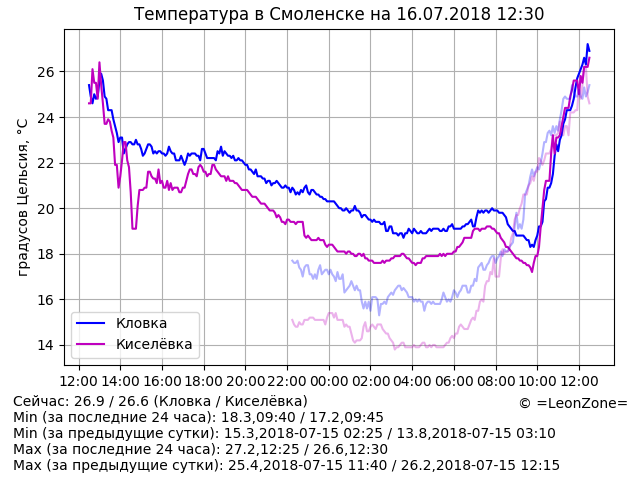 Температура в Смоленске на 16.07.2018 12:30
градусов Цельсия, °C
26
24
22
20
18
16
14
Кловка
Киселёвка
12:00 14:00 16:00 18:00 20:00 22:00 00:00 02:00 04:00 06:00 08:00 10:00 12:00
Сейчас: 26.9 / 26.6 (Кловка / Киселёвка)
© =LeonZone=
Min (за последние 24 часа): 18.3,09:40 / 17.2,09:45
Min (за предыдущие сутки): 15.3,2018-07-15 02:25 / 13.8,2018-07-15 03:10
Max (за последние 24 часа): 27.2,12:25 / 26.6,12:30
Max (за предыдущие сутки): 25.4,2018-07-15 11:40 / 26.2,2018-07-15 12:15